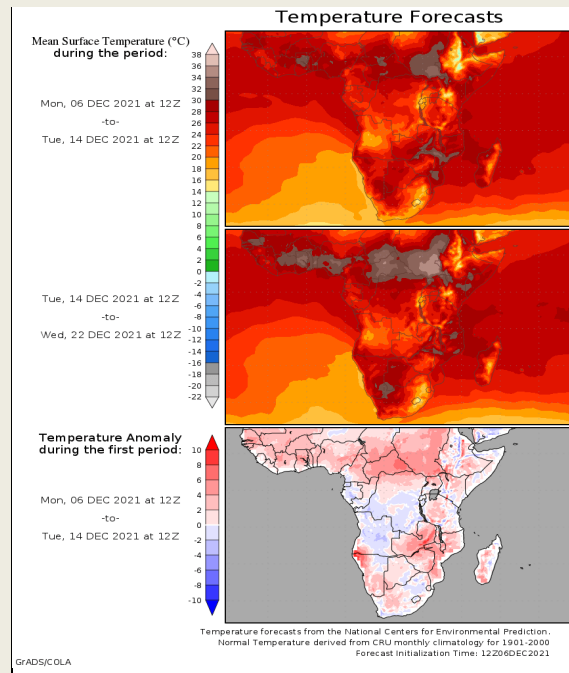 Temperature Forecasts
Mean Surface Temperature (°C)
during the period:
Mon, 06 DEC 2021 at 12Z
-to-
Tue, 14 DEC 2021 at 12Z
38
36
34
32
30
28
26
24
22
20
18
16
14
12
10
8
6
4
2
0
-2
-4
-6
-8
-10
-12
-14
-16
-18
-20
-22
Tue, 14 DEC 2021 at 12Z
-to-
Wed, 22 DEC 2021 at 12Z
Temperature Anomaly
during the first period:
Mon, 06 DEC 2021 at 12Z
-to-
Tue, 14 DEC 2021 at 12Z
10
8
6
4
2
0
-2
-4
-6
-8
-10
Temperature forecasts from the National Centers for Environmental Prediction.
Normal Temperature derived from CRU monthly climatology for 1901-2000
Forecast Initialization Time: 12Z06DEC2021
GrADS/COLA